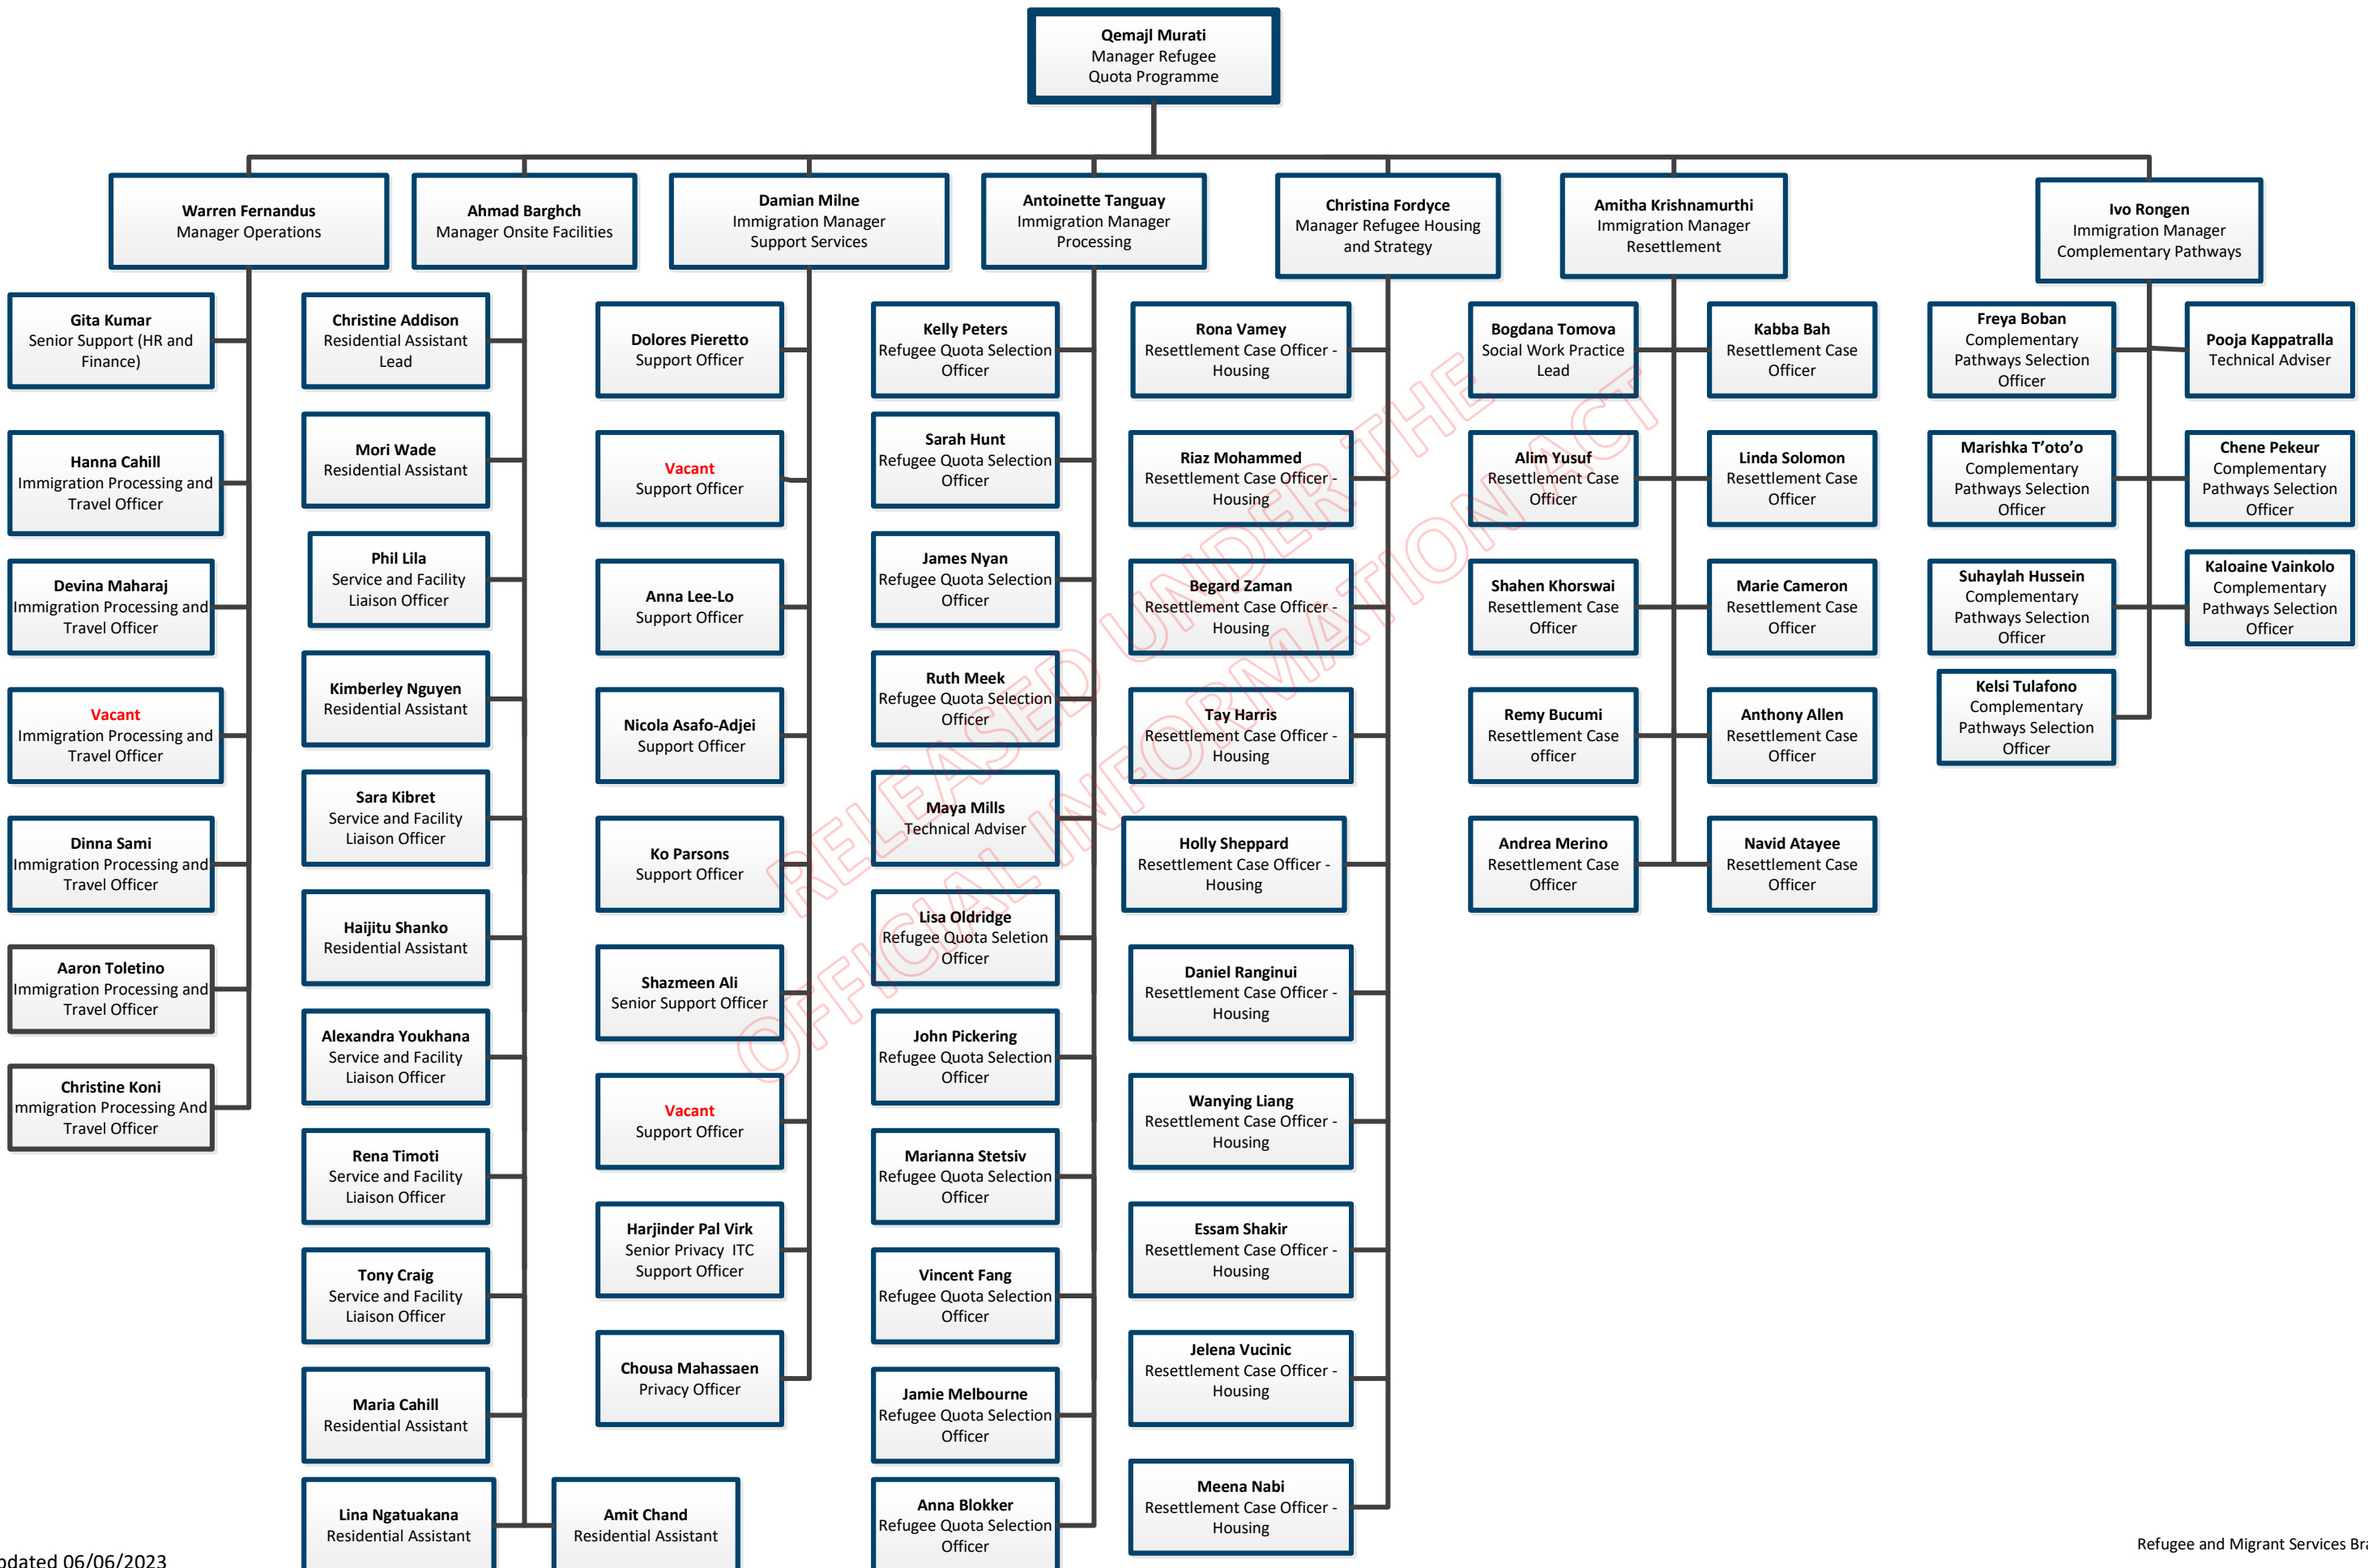 Qemajl Murati
Manager Refugee
Quota Programme
Warren Fernandus
Manager Operations
Ahmad Barghch
Manager Onsite Facilities
Damian Milne
Immigration Manager
Support Services
Antoinette Tanguay
Immigration Manager
Processing
Christina Fordyce
Manager Refugee Housing
and Strategy
Amitha Krishnamurthi
Immigration Manager
Resettlement
Ivo Rongen
Immigration Manager
Complementary Pathways
Gita Kumar
Senior Support (HR and
Finance)
Hanna Cahill
Immigration Processing and
Travel Officer
Devina Maharaj
Immigration Processing and
Travel Officer
Vacant
Immigration Processing and
Travel Officer
Dinna Sami
Immigration Processing and
Travel Officer
Aaron Toletino
Immigration Processing and
Travel Officer
Christine Koni
mmigration Processing And
Travel Officer
Christine Addison
Residential Assistant
Lead
Mori Wade
Residential Assistant
Phil Lila
Service and Facility
Liaison Officer
Kimberley Nguyen
Residential Assistant
Sara Kibret
Service and Facility
Liaison Officer
Haijitu Shanko
Residential Assistant
Alexandra Youkhana
Service and Facility
Liaison Officer
Rena Timoti
Service and Facility
Liaison Officer
Tony Craig
Service and Facility
Liaison Officer
Maria Cahill
Residential Assistant
Lina Ngatuakana
Residential Assistant
Amit Chand
Residential Assistant
Dolores Pieretto
Support Officer
Vacant
Support Officer
Anna Lee-Lo
Support Officer
Nicola Asafo-Adjei
Support Officer
Ko Parsons
Support Officer
Shazmeen Ali
Senior Support Officer
Vacant
Support Officer
Harjinder Pal Virk
Senior Privacy ITC
Support Officer
Chousa Mahassaen
Privacy Officer
Kelly Peters
Refugee Quota Selection
Officer
Sarah Hunt
Refugee Quota Selection
Officer
James Nyan
Refugee Quota Selection
Officer
Ruth Meek
Refugee Quota Selection
Officer
Maya Mills
Technical Adviser
Lisa Oldridge
Refugee Quota Seletion
Officer
John Pickering
Refugee Quota Selection
Officer
Marianna Stetsiv
Refugee Quota Selection
Officer
Vincent Fang
Refugee Quota Selection
Officer
Jamie Melbourne
Refugee Quota Selection
Officer
Anna Blokker
Refugee Quota Selection
Officer
Rona Vamey
Resettlement Case Officer -
Housing
Riaz Mohammed
Resettlement Case Officer -
Housing
Begard Zaman
Resettlement Case Officer -
Housing
Tay Harris
Resettlement Case Officer -
Housing
Holly Sheppard
Resettlement Case Officer -
Housing
Daniel Ranginui
Resettlement Case Officer -
Housing
Wanying Liang
Resettlement Case Officer -
Housing
Essam Shakir
Resettlement Case Officer -
Housing
Jelena Vucinic
Resettlement Case Officer -
Housing
Meena Nabi
Resettlement Case Officer -
Housing
Bogdana Tomova
Social Work Practice
Lead
Kabba Bah
Resettlement Case
Officer
Alim Yusuf
Resettlement Case
Officer
Linda Solomon
Resettlement Case
Officer
Shahen Khorswai
Resettlement Case
Officer
Marie Cameron
Resettlement Case
Officer
Remy Bucumi
Resettlement Case
officer
Anthony Allen
Resettlement Case
Officer
Andrea Merino
Resettlement Case
Officer
Navid Atayee
Resettlement Case
Officer
Freya Boban
Complementary
Pathways Selection
Officer
Pooja Kappatralla
Technical Adviser
Marishka T’oto’o
Complementary
Pathways Selection
Officer
Chene Pekeur
Complementary
Pathways Selection
Officer
Suhaylah Hussein
Complementary
Pathways Selection
Officer
Kaloaine Vainkolo
Complementary
Pathways Selection
Officer
Kelsi Tulafono
Complementary
Pathways Selection
Officer
RELEASED UNDER THE
OFFICIAL INFORMATION ACT
pdated 06/06/2023
Refugee and Migrant Services Bra